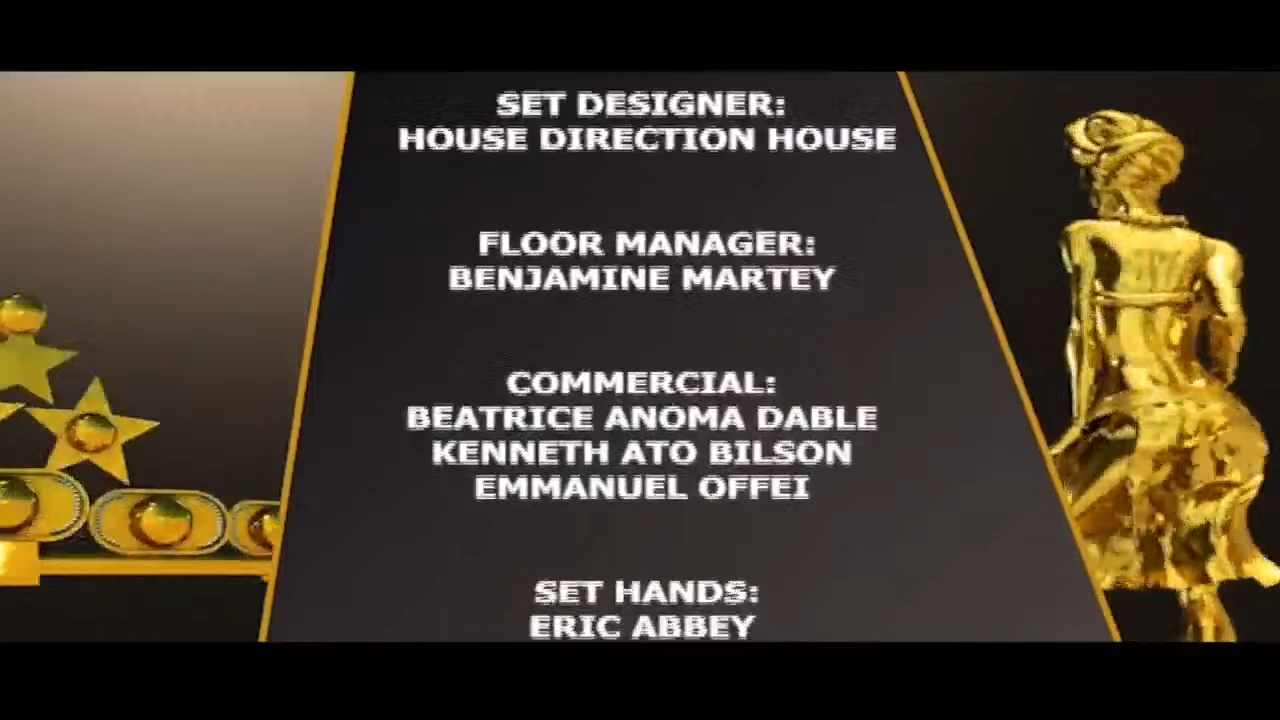 SET DESIGNER:
HOUSE DIRECTION HOUSE
FLOOR MANAGER:
BENJAMINE MARTEY
COMMERCIAL:
BEATRICE ANOMA DABLE
KENNETH ATO BILSON
EMMANUEL OFFEI
SET HANDS:
ERIC ABBEY